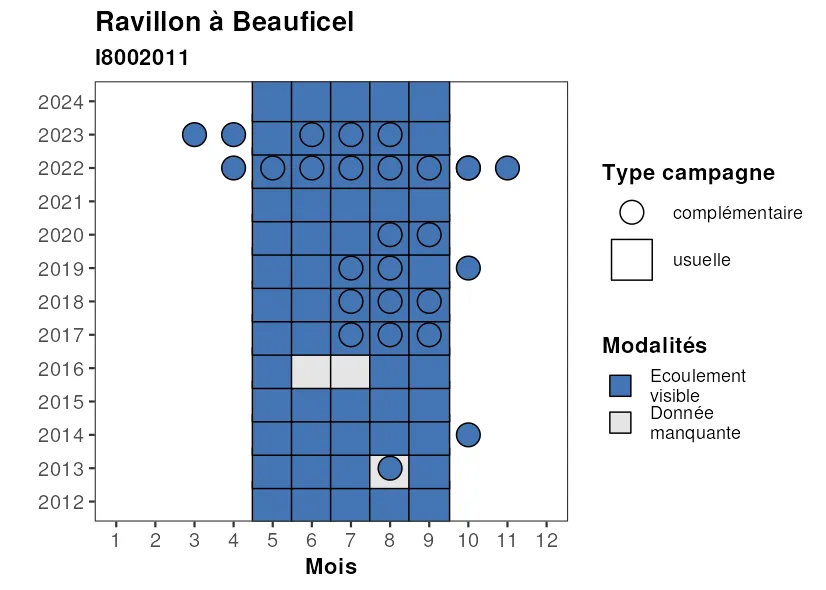 Ravillon à Beauficel
I8002011
2024
2023
2022
2021
2020
2019
2018
2017
2016
2015
2014
2013
2012
1 2 3 4 5 6 7 8 9 10 11 12
Mois
Type campagne
complémentaire
usuelle
Modalités
Ecoulement
visible
Donnée
manquante